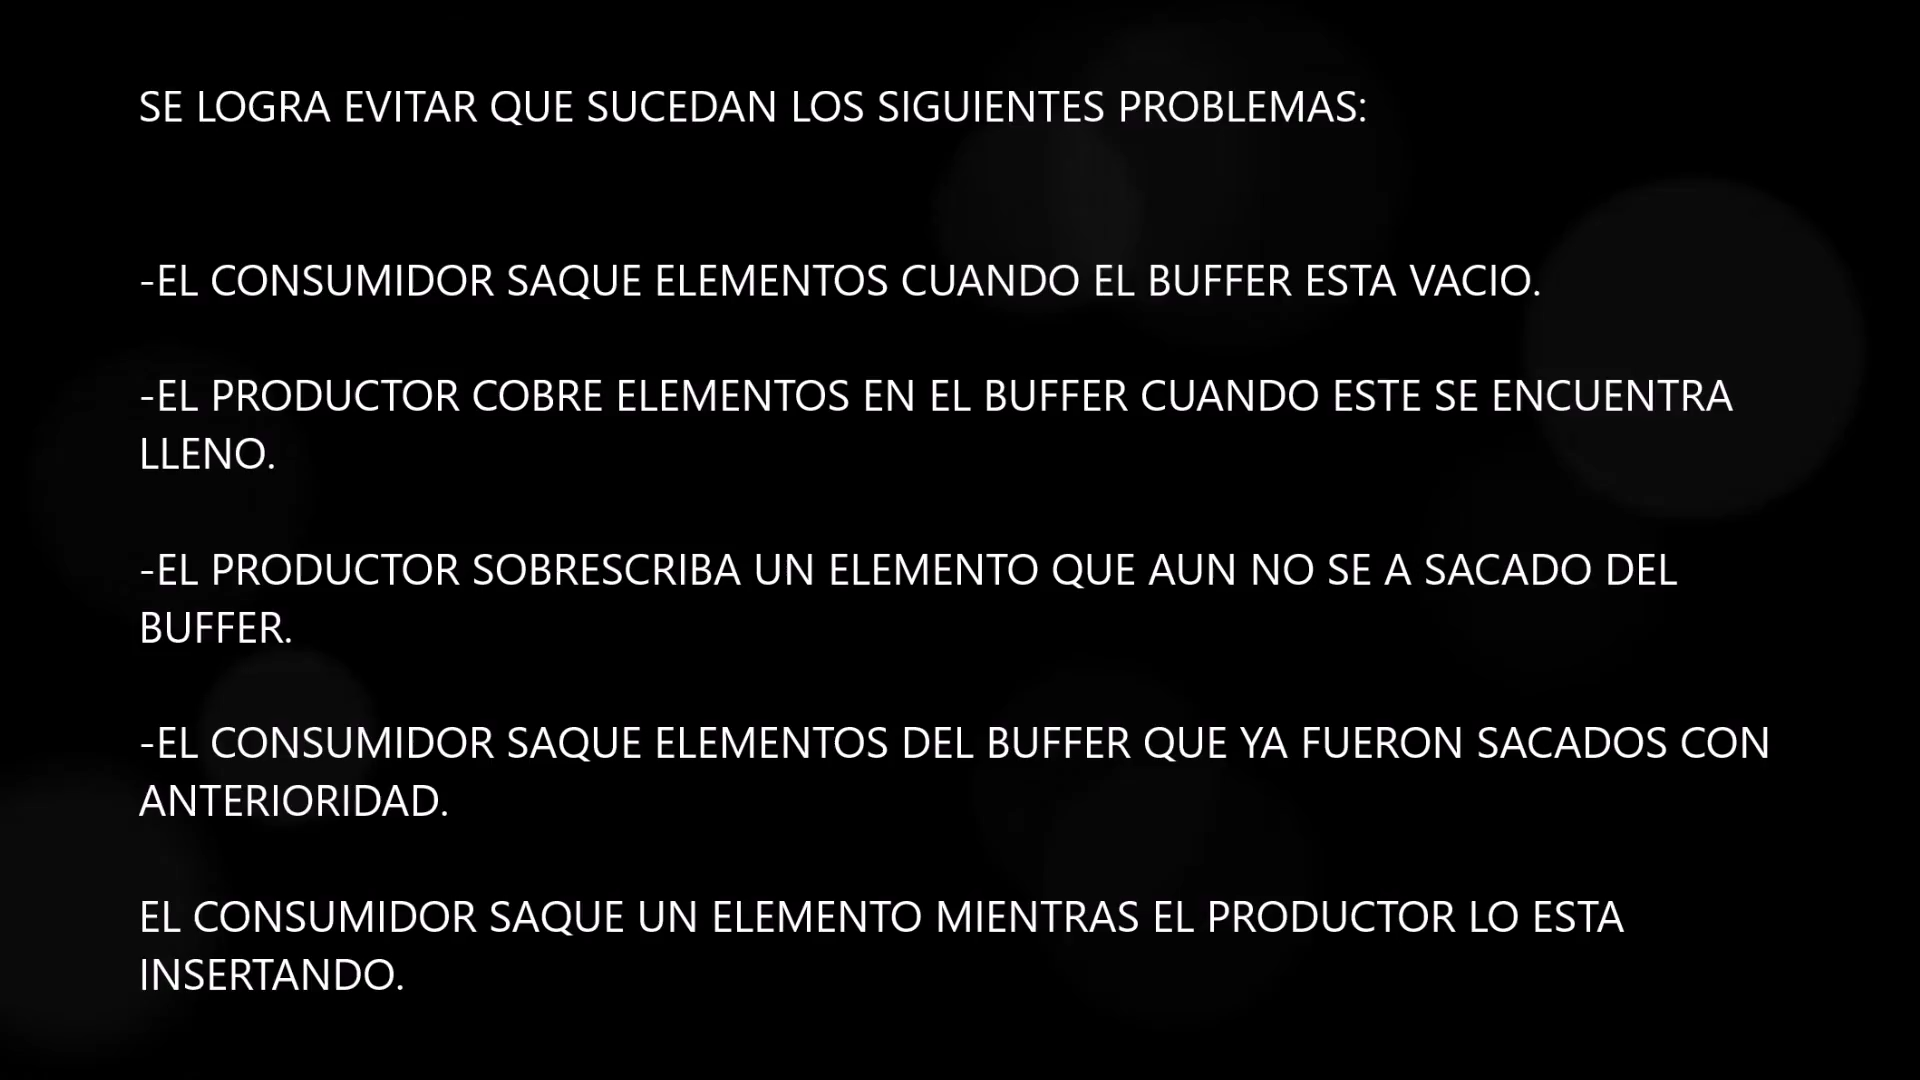 SE LOGRA EVITAR QUE SUCEDAN LOS SIGUIENTES PROBLEMAS:
-EL CONSUMIDOR SAQUE ELEMENTOS CUANDO EL BUFFER ESTA VACIO.
-EL PRODUCTOR COBRE ELEMENTOS EN EL BUFFER CUANDO ESTE SE ENCUENTRA
LLENO.
-EL PRODUCTOR SOBRESCRIBA UN ELEMENTO QUE AUN NO SE A SACADO DEL
BUFFER.
-EL CONSUMIDOR SAQUE ELEMENTOS DEL BUFFER QUE YA FUERON SACADOS CON
ANTERIORIDAD.
EL CONSUMIDOR SAQUE UN ELEMENTO MIENTRAS EL PRODUCTOR LO ESTA
INSERTANDO.